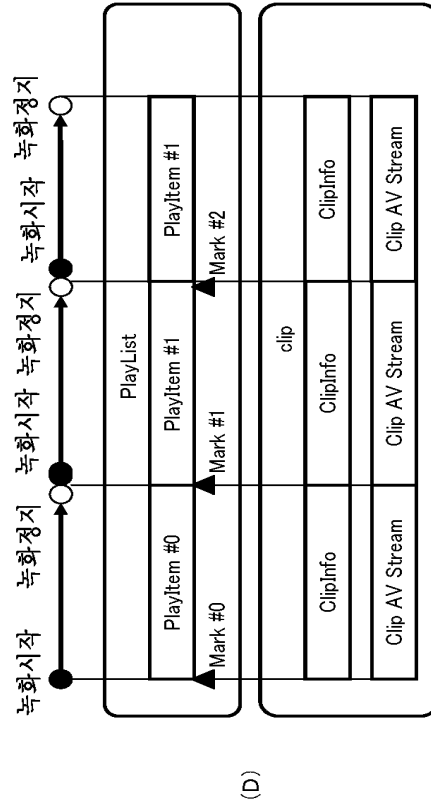 녹화시작 녹화정지 녹화시작 녹화정지 녹화시작 녹화정지
PlayList
PlayItem #0 PlayItem #1 PlayItem #1
Mark #0 Mark #1 Mark #2
clip
ClipInfo ClipInfo ClipInfo
Clip AV Stream Clip AV Stream Clip AV Stream
(D)